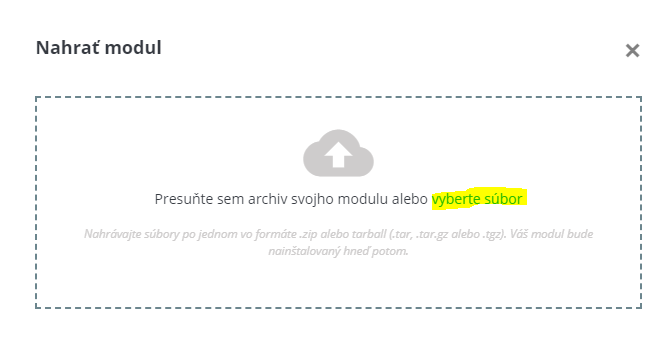 Nahrať modul
Presuňte sem archiv svojho modulu alebo vyberte súbor
Nahrávajte súbory po jednom vo formáte .zip alebo tarball (.tar, .tar.gz alebo .tgz). Váš modul bude
nainštalovaný hneď potom.